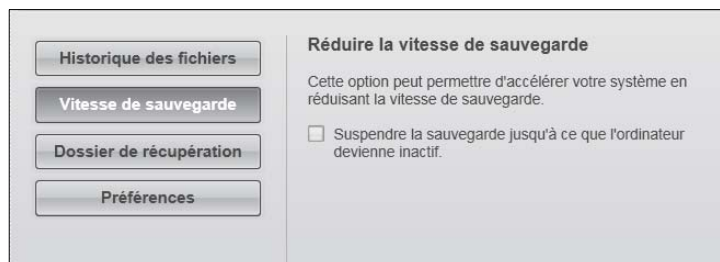 Historique des fichiers
Vitesse de sauvegarde
Dossier de récupération
Préférences
Réduire la vitesse de sauvegarde
Cette option peut permettre d'accélérer votre système en
réduisant la vitesse de sauvegarde.
Suspendre la sauvegarde jusqu'à ce que l'ordinateur
devienne inactif.